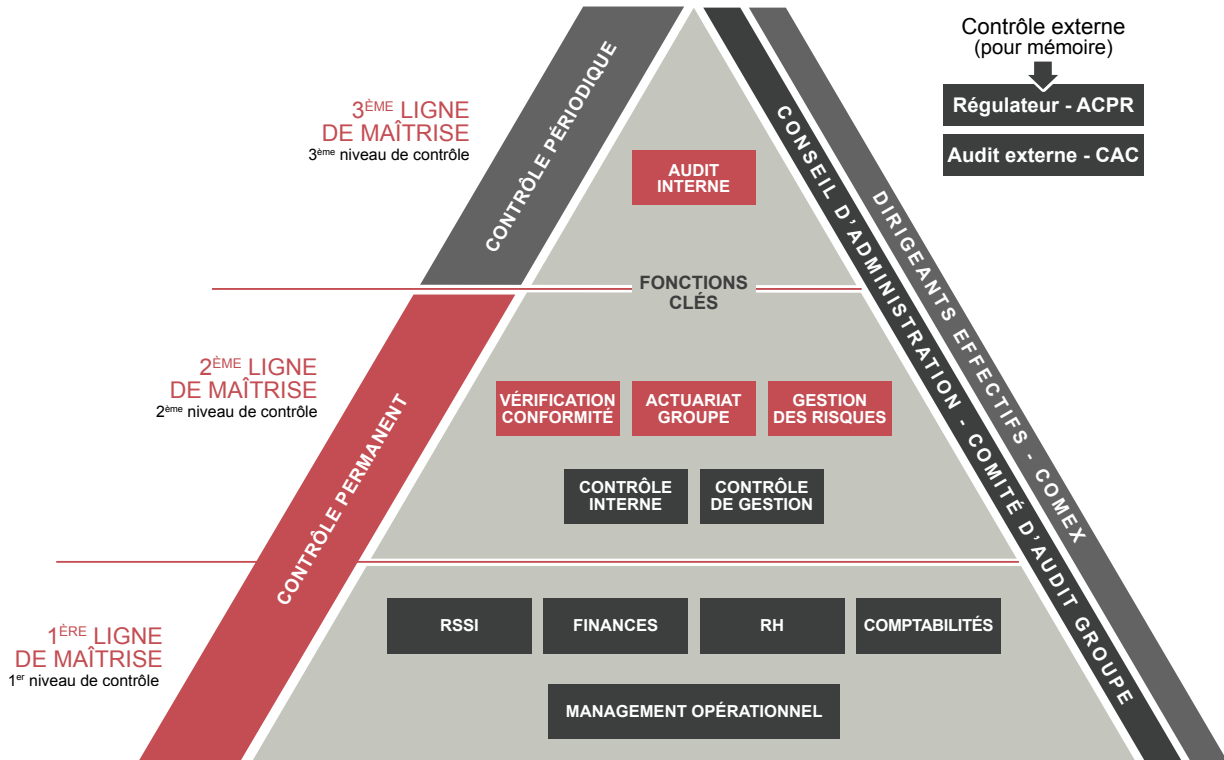 Contrôle externe
(pour mémoire)
Régulateur - ACPR
Audit externe - CAC
3ÈME LIGNE
DE MAÎTRISE
3ème niveau de contrôle
CONTRÔLE PÉRIODIQUE
AUDIT
INTERNE
CONSEIL D'ADMINISTRATION - COMITÉ D'AUDIT GROUPE
DIRIGEANTS EFFECTIFS - COMEX
FONCTIONS
CLÉS
2ÈME LIGNE
DE MAÎTRISE
2ème niveau de contrôle
CONTRÔLE PERMANENT
VÉRIFICATION
CONFORMITÉ
ACTUARIAT
GROUPE
GESTION
DES RISQUES
CONTRÔLE
INTERNE
CONTRÔLE
DE GESTION
1ÈRE LIGNE
DE MAÎTRISE
1er niveau de contrôle
RSSI
FINANCES
RH
COMPTABILITÉS
MANAGEMENT OPÉRATIONNEL